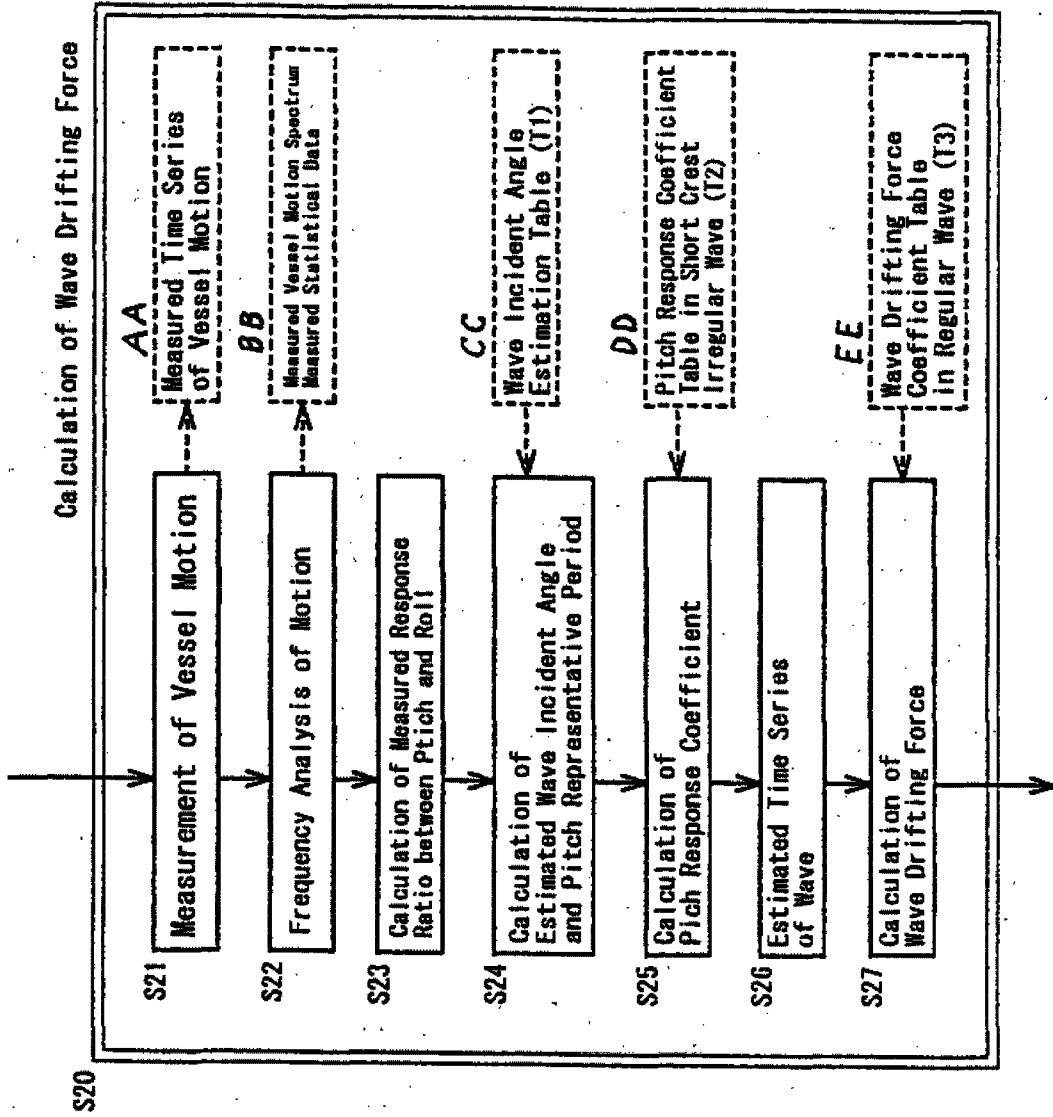 S20
Calculation of Wave Drifting Force
S21
Measurement of Vessel Motion
AA
Measured Time Series
of Vessel Motion
S22
Frequency Analysis of Motion
BB
Measured Vessel Motion Spectrum
Measured Statistical Data
S23
Calculation of Measured Response
Ratio between Ptich and Roll
S24
Calculation of
Estimated Wave Incident Angle
and Pitch Representative Period
CC
Wave Incident Angle
Estimation Table (T1)
S25
Calculation of
Pich Response Coefficient
DD
Pitch Response Coefficient
Table in Short Crest
Irregular Wave (T2)
S26
Estimated Time Series
of Wave
S27
Calculation of
Wave Drifting Force
EE
Wave Drifting Force
Coefficient Table
in Regular Wave (T3)